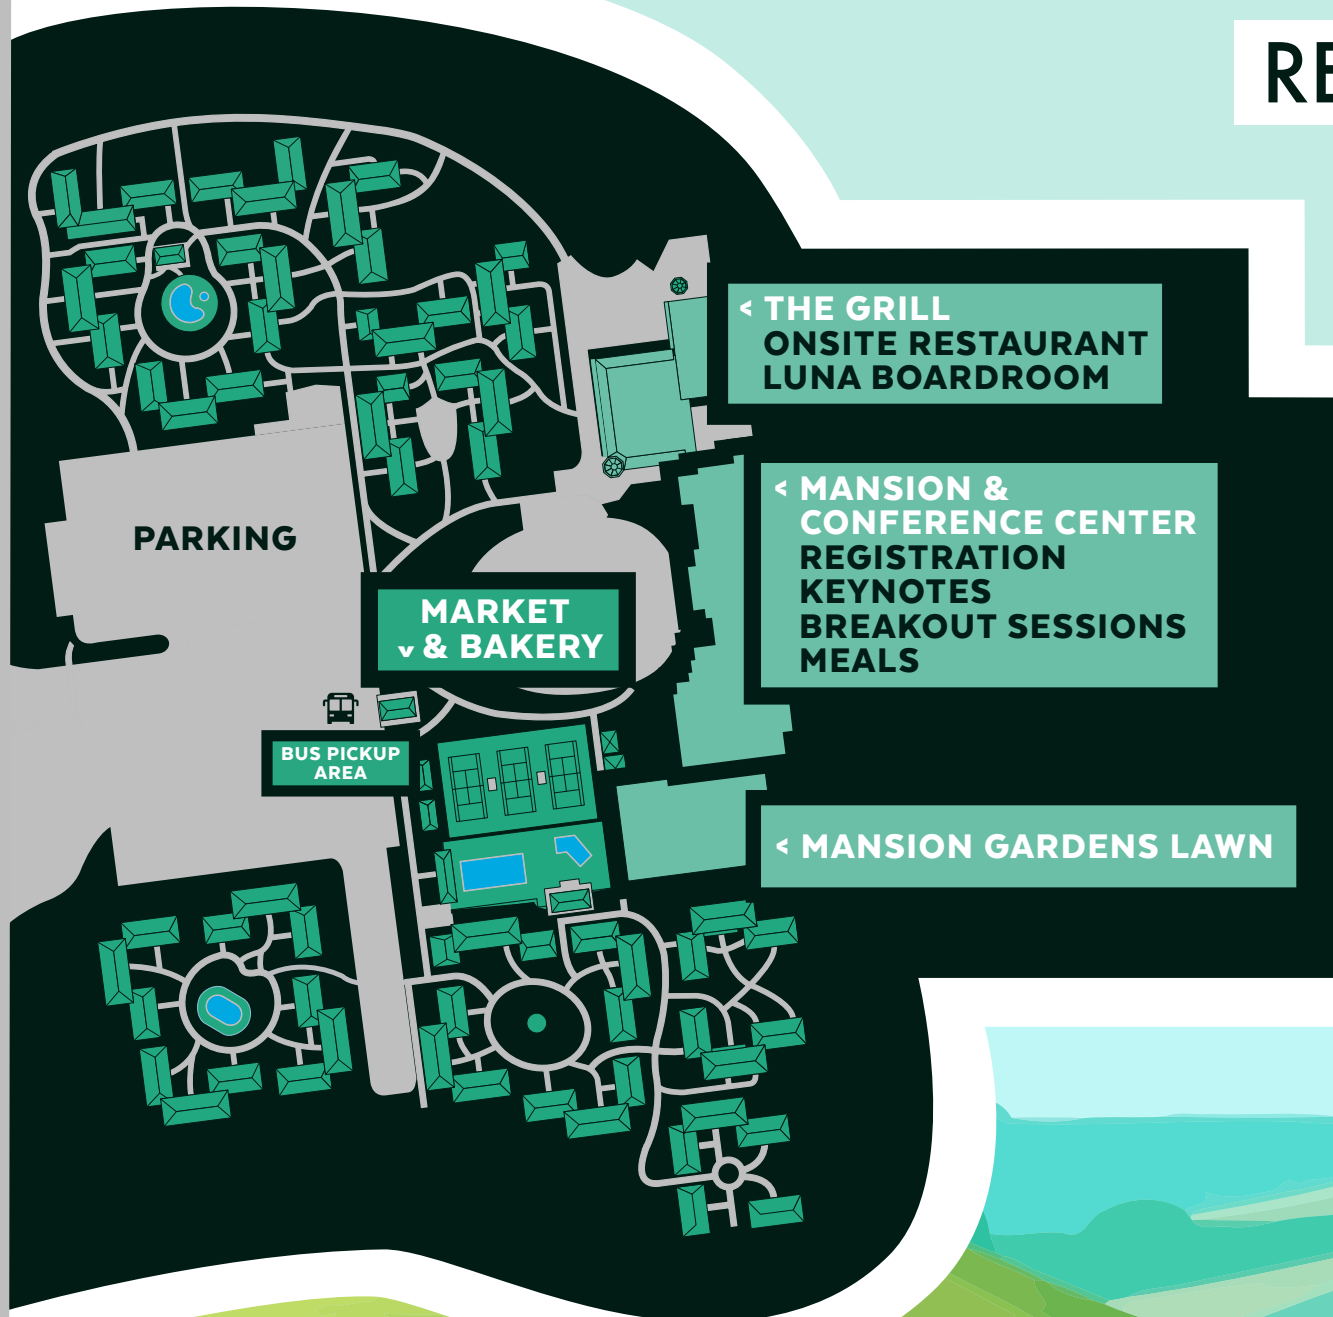 RE
< THE GRILL
ONSITE RESTAURANT
LUNA BOARDROOM
< MANSION &
CONFERENCE CENTER
REGISTRATION
KEYNOTES
BREAKOUT SESSIONS
MEALS
PARKING
MARKET
v & BAKERY
BUS PICKUP
AREA
< MANSION GARDENS LAWN